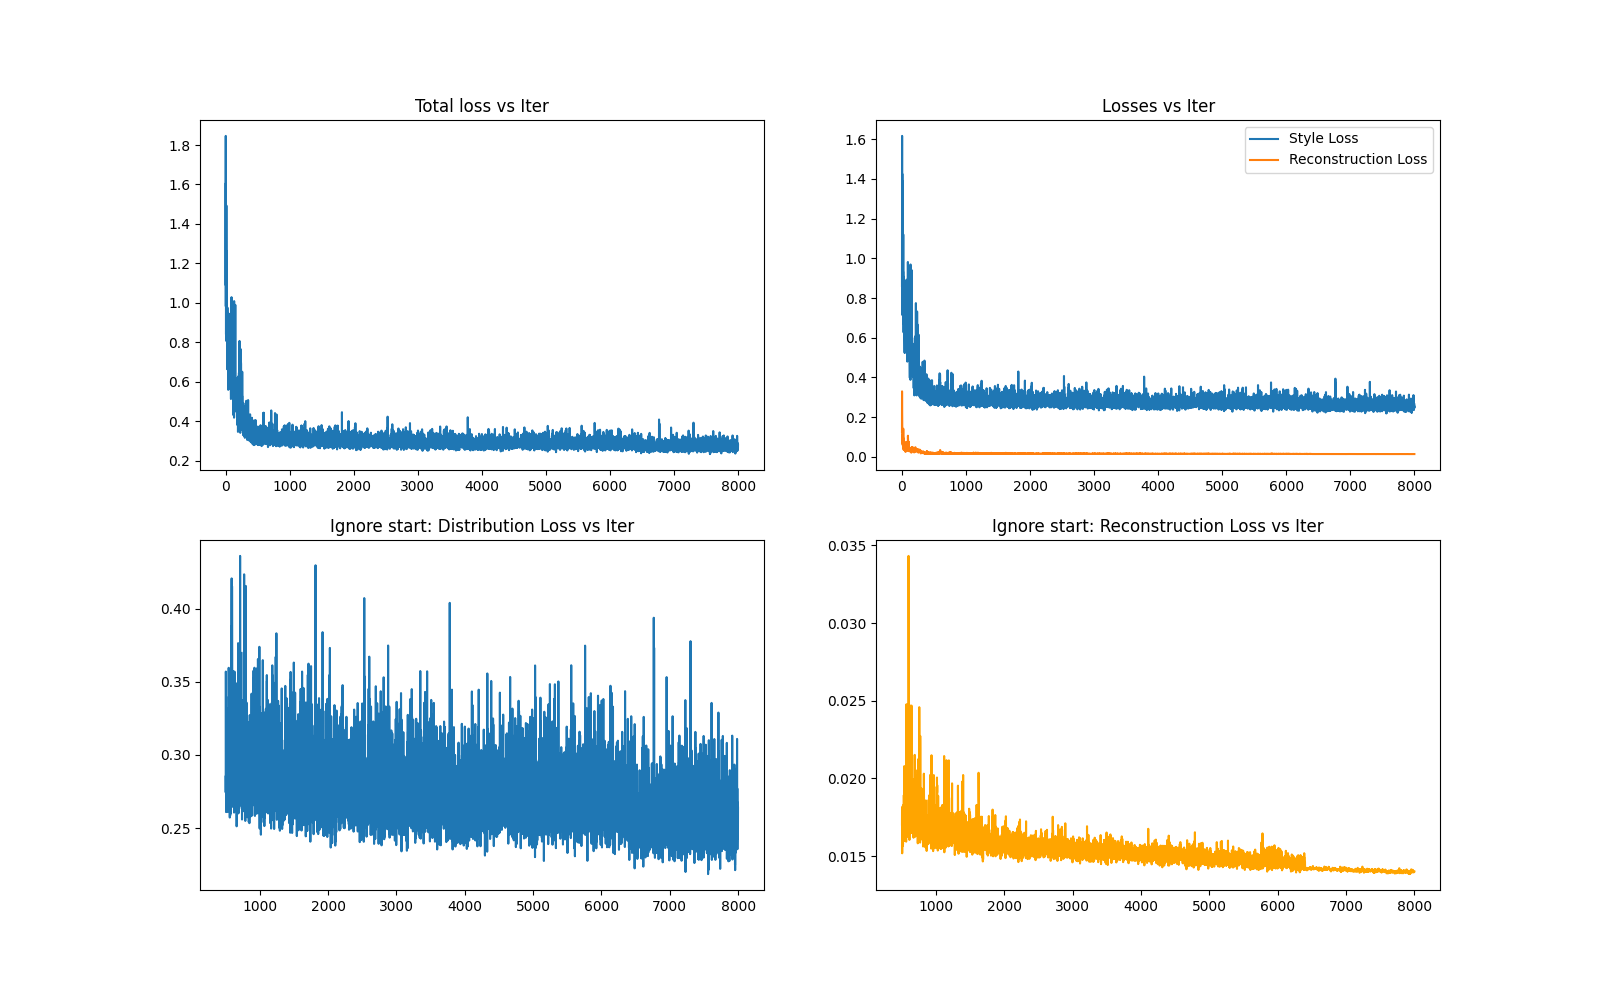 Total loss vs Iter
1.8
1.6
1.4
1.2
1.0
0.8
0.6
0.4
0.2
0 1000 2000 3000 4000 5000 6000 7000 8000
Losses vs Iter
Style Loss
Reconstruction Loss
1.6
1.4
1.2
1.0
0.8
0.6
0.4
0.2
0.0
0 1000 2000 3000 4000 5000 6000 7000 8000
Ignore start: Distribution Loss vs Iter
0.40
0.35
0.30
0.25
1000 2000 3000 4000 5000 6000 7000 8000
Ignore start: Reconstruction Loss vs Iter
0.035
0.030
0.025
0.020
0.015
1000 2000 3000 4000 5000 6000 7000 8000